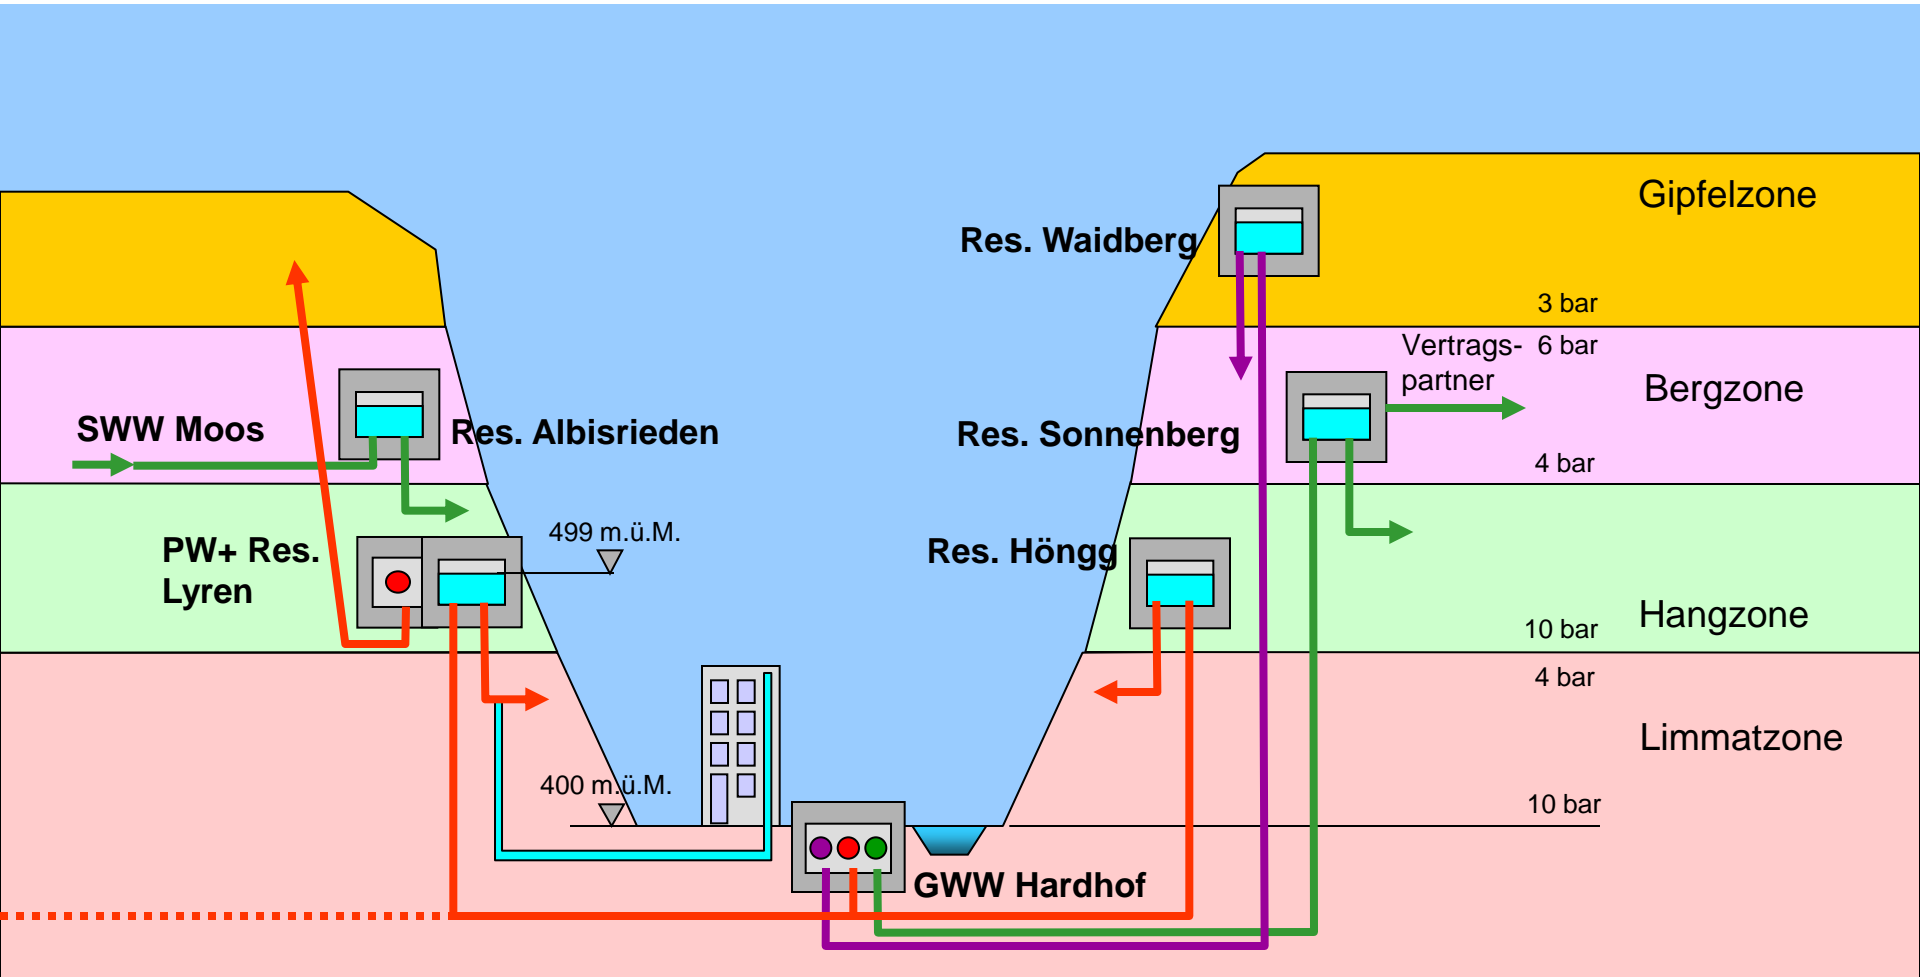 Gipfelzone
Res. Waidberg
3 bar
Vertrags-
partner
6 bar
Bergzone
SWW Moos
Res. Albisrieden
Res. Sonnenberg
4 bar
499 m.ü.M.
PW+ Res.
Lyren
Res. Höngg
Hangzone
10 bar
4 bar
Limmatzone
400 m.ü.M.
10 bar
GWW Hardhof